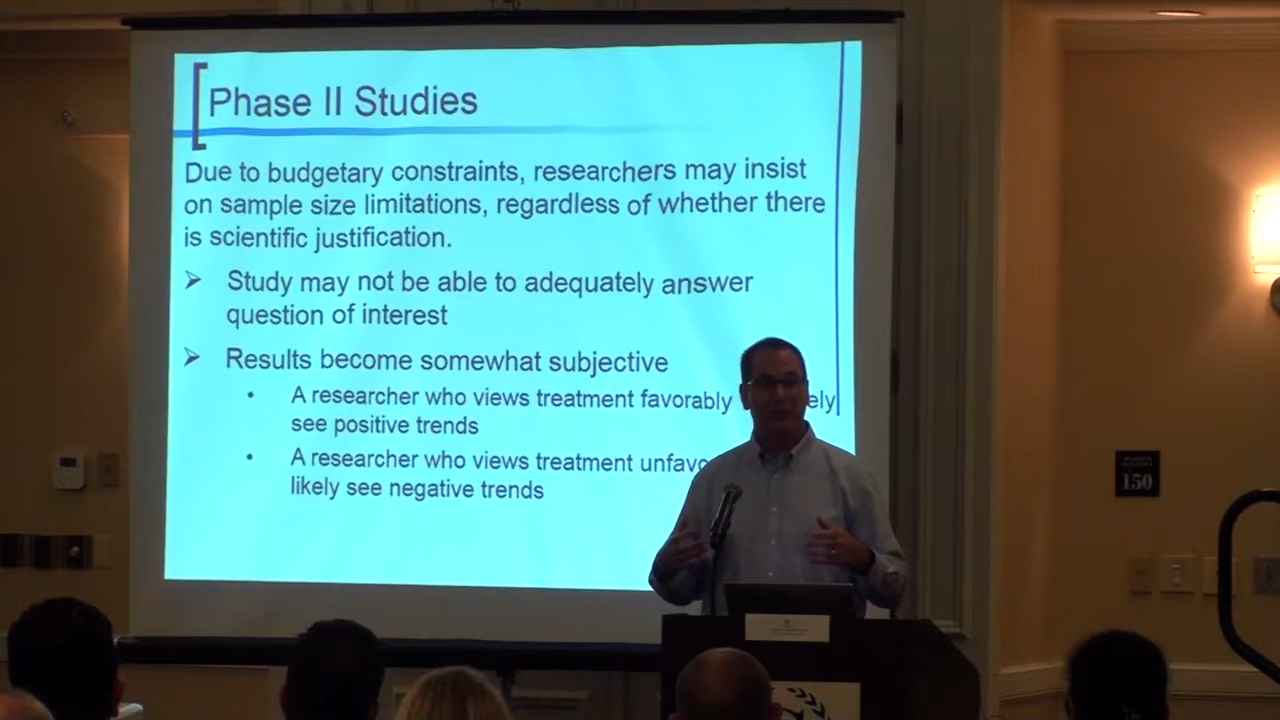 Phase II Studies
Due to budgetary constraints, researchers may insist
on sample size limitations, regardless of whether there
is scientific justification.
Study may not be able to adequately answer
question of interest
Results become somewhat subjective
A researcher who views treatment favorably ely
see positive trends
A researcher who views treatment unfavo
likely see negative trends
150